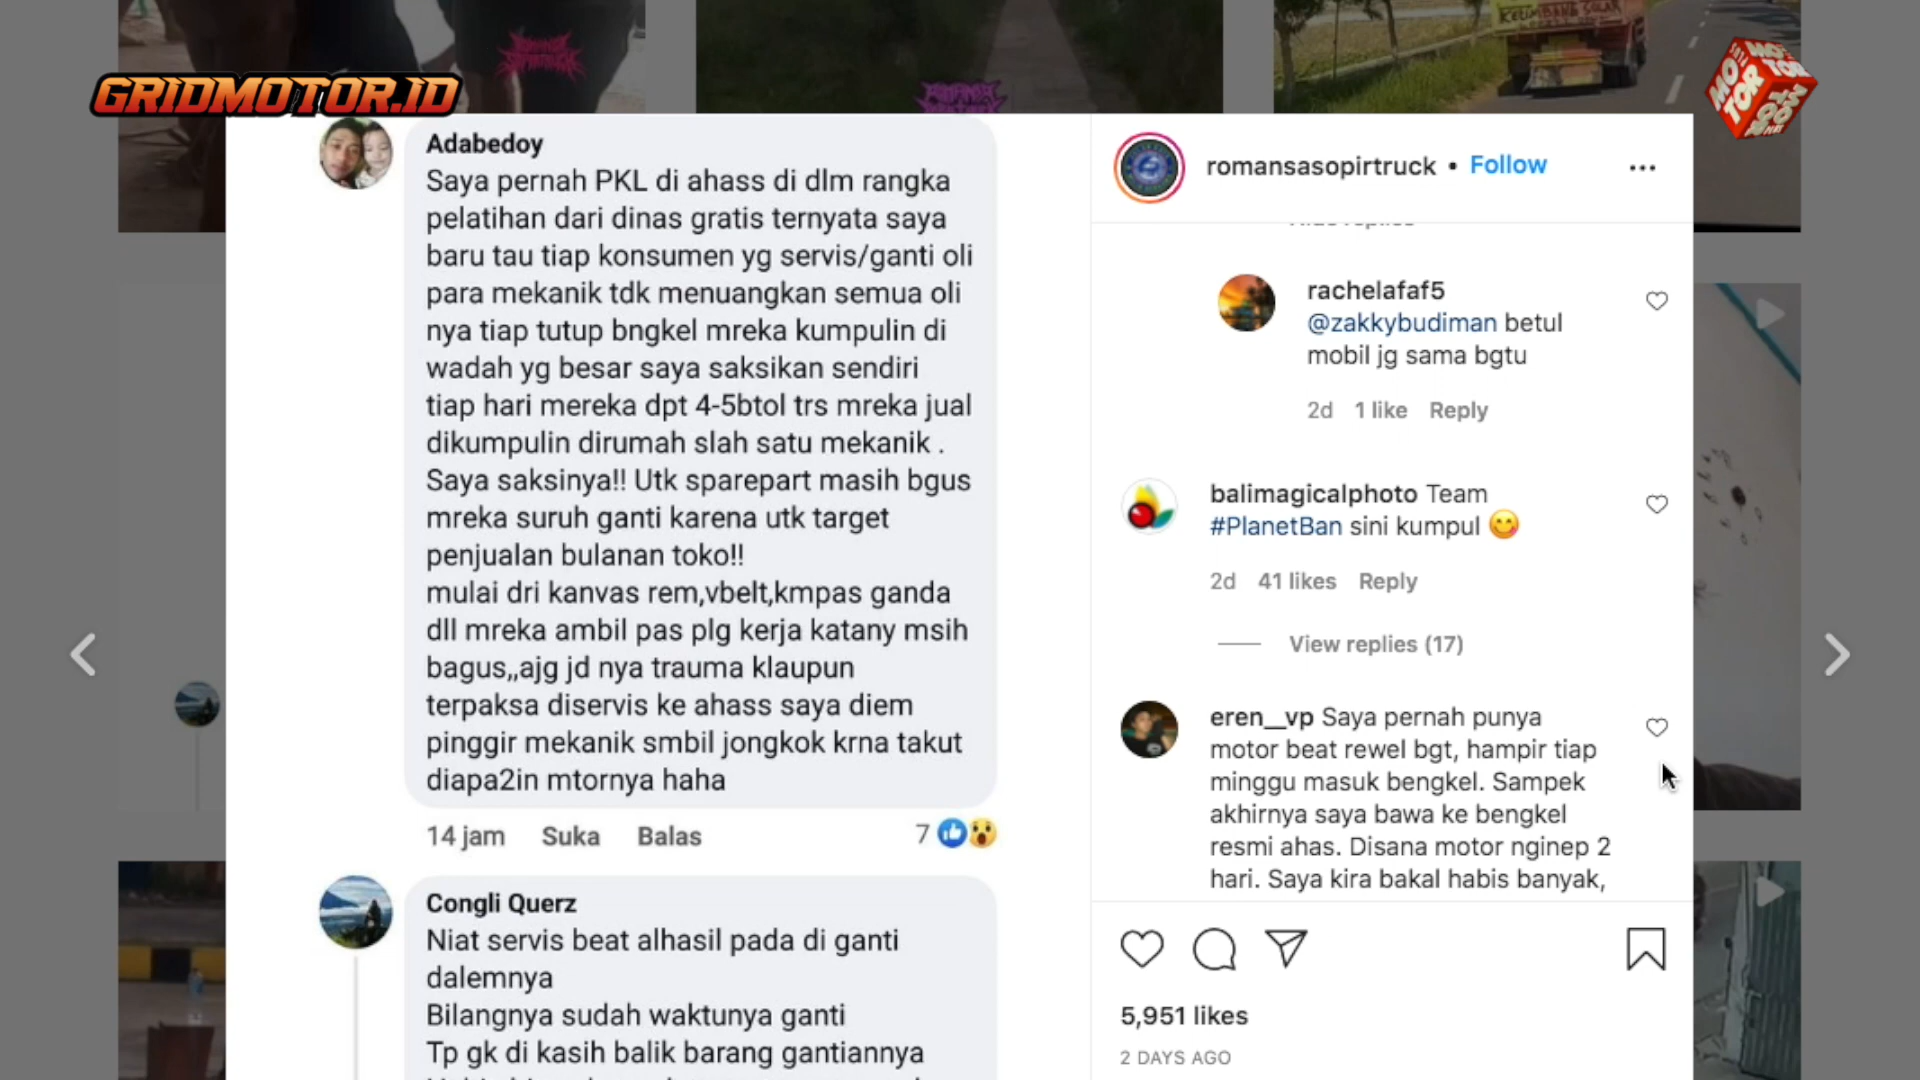 GRIDMOTOR.ID
Adabedoy
Saya pernah PKL di ahass di dlm rangka
pelatihan dari dinas gratis ternyata saya
baru tau tiap konsumen yg servis/ganti oli
para mekanik tdk menuangkan semua oli
nya tiap tutup bngkel mreka kumpulin di
wadah yg besar saya saksikan sendiri
tiap hari mereka dpt 4-5btol trs mreka jual
dikumpulin dirumah slah satu mekanik .
Saya saksinya!! Utk sparepart masih bgus
mreka suruh ganti karena utk target
penjualan bulanan toko!!
mulai dri kanvas rem,vbelt,kmpas ganda
dll mreka ambil pas plg kerja katany msih
bagus,,ajg jd nya trauma klaupun
terpaksa diservis ke ahass saya diem
pinggir mekanik smbil jongkok krna takut
diapa2in mtornya haha
14 jam Suka Balas 7
Congli Querz
Niat servis beat alhasil pada di ganti
dalemnya
Bilangnya sudah waktunya ganti
Tp gk di kasih balik barang gantiannya
romansasopirtruck • Follow
rachelafaf5
@zakkybudiman betul
mobil jg sama bgtu
2d 1 like Reply
balimagicalphoto Team
#PlanetBan sini kumpul 😋
2d 41 likes Reply
View replies (17)
eren__vp Saya pernah punya
motor beat rewel bgt, hampir tiap
minggu masuk bengkel. Sampek
akhirnya saya bawa ke bengkel
resmi ahas. Disana motor nginep 2
hari. Saya kira bakal habis banyak,
5,951 likes
2 DAYS AGO